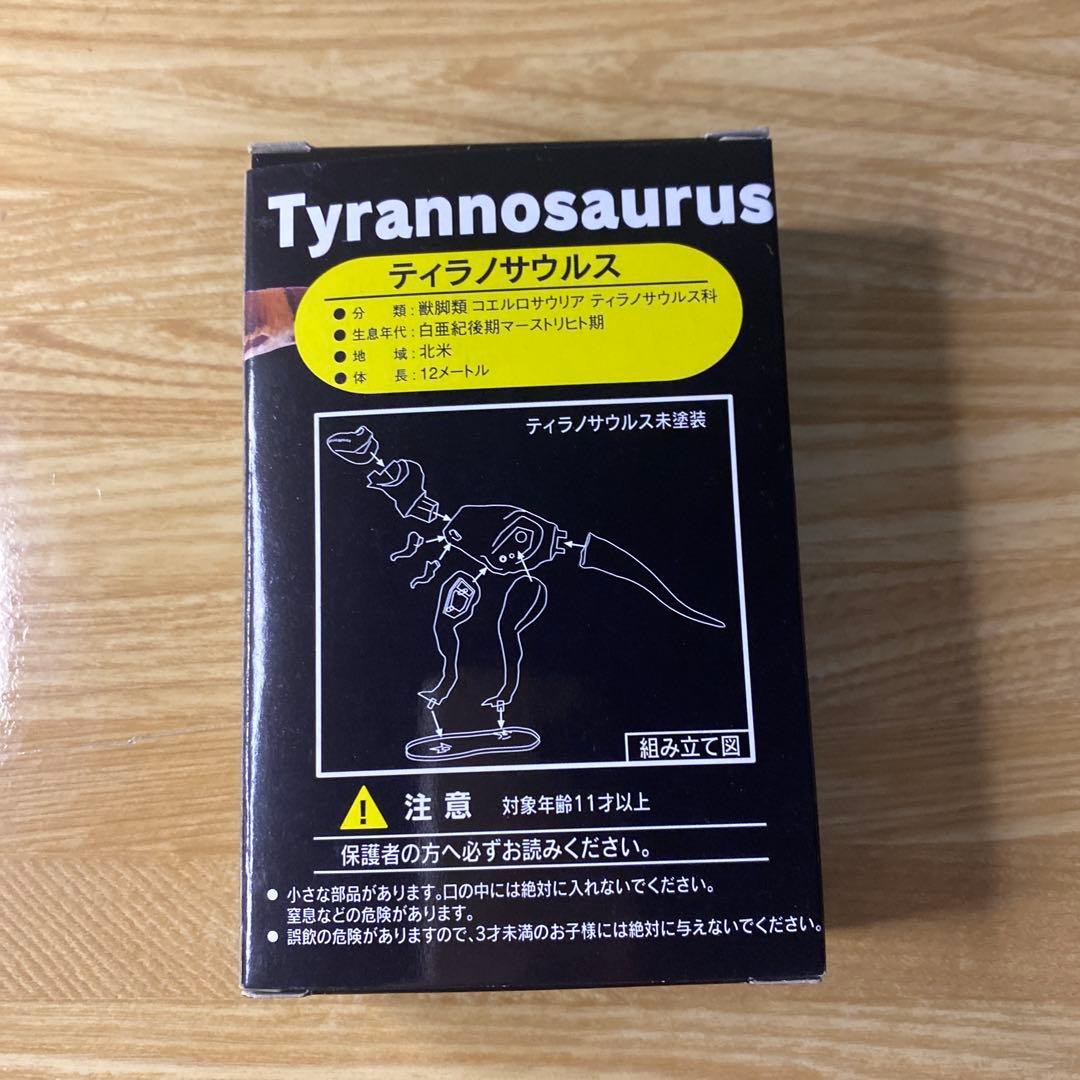 Tyrannosaurus
ティラノサウルス
● 分　類：獣脚類 コエルロサウリア ティラノサウルス科
● 生息年代：白亜紀後期マーストリヒト期
● 地　域：北米
● 体　長：12メートル
ティラノサウルス未塗装
組み立て図
注意 対象年齢11才以上
保護者の方へ必ずお読みください。
● 小さな部品があります。口の中には絶対に入れないでください。
窒息などの危険があります。
● 誤飲の危険がありますので、3才未満のお子様には絶対に与えないでください。